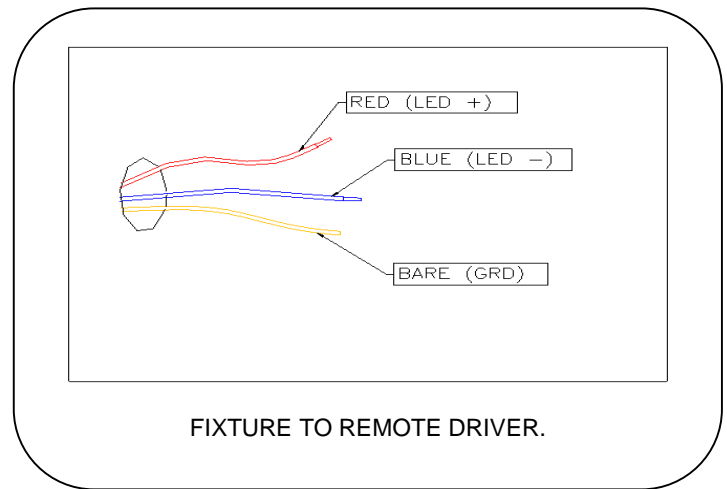 RED (LED +)
BLUE (LED −)
BARE (GRD)
FIXTURE TO REMOTE DRIVER.